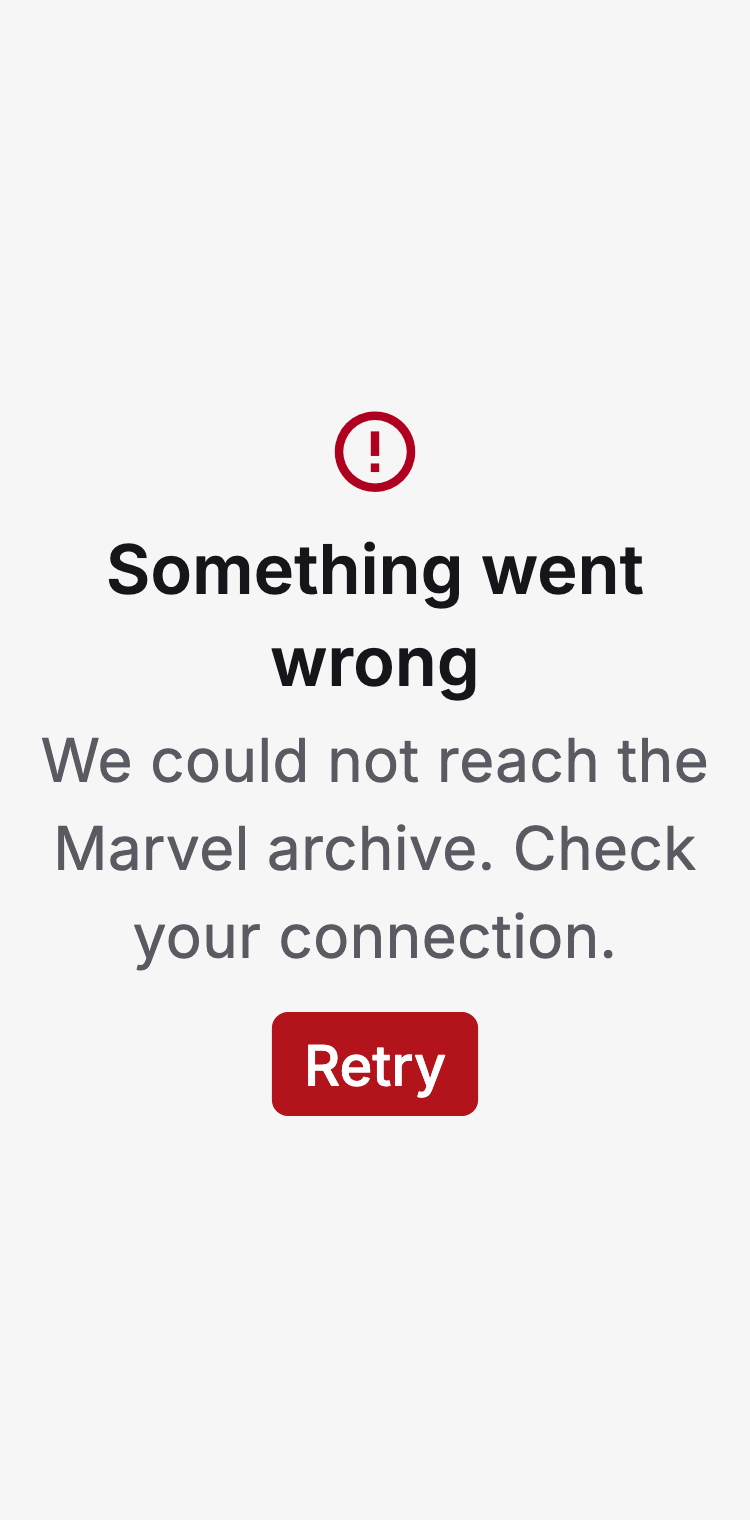 Something went
wrong
We could not reach the
Marvel archive. Check
your connection.
Retry